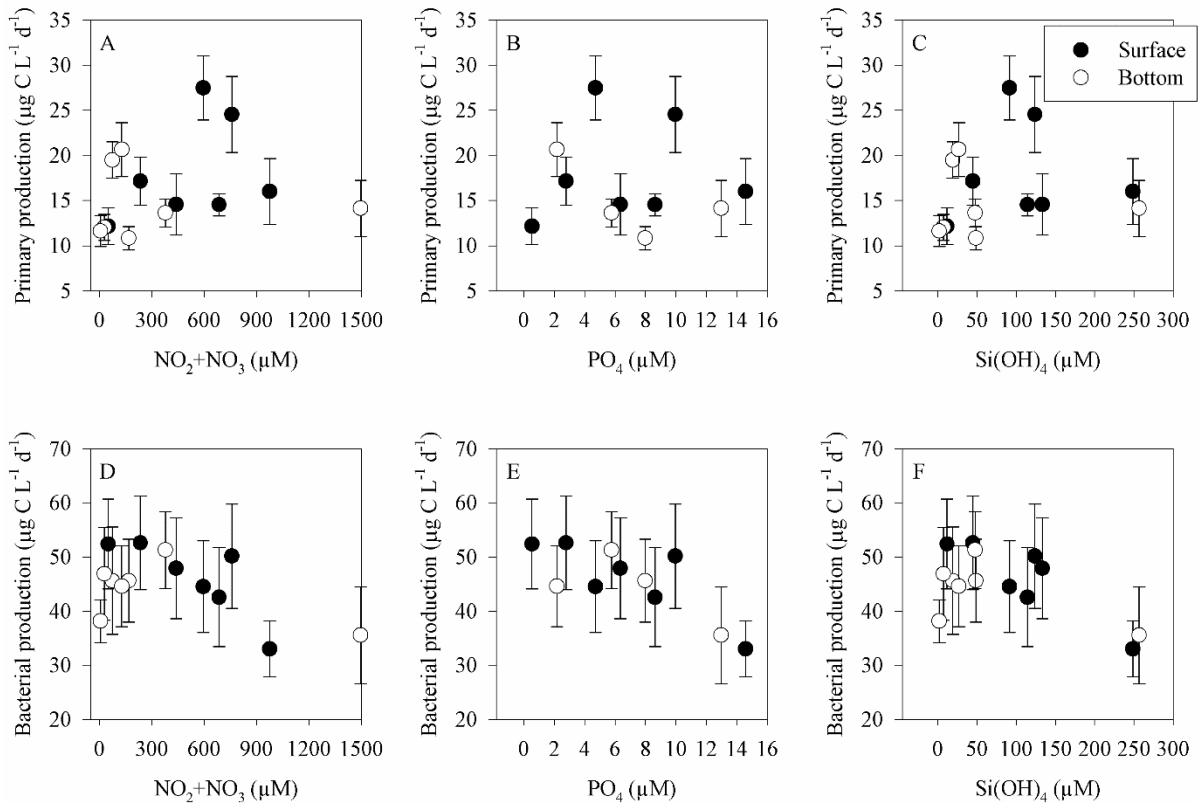 A
Primary production (µg C L⁻¹ d⁻¹)
35
30
25
20
15
10
5
0 300 600 900 1200 1500
NO₂+NO₃ (µM)
B
Primary production (µg C L⁻¹ d⁻¹)
35
30
25
20
15
10
5
0 2 4 6 8 10 12 14 16
PO₄ (µM)
C
Surface
Bottom
Primary production (µg C L⁻¹ d⁻¹)
35
30
25
20
15
10
5
0 50 100 150 200 250 300
Si(OH)₄ (µM)
D
Bacterial production (µg C L⁻¹ d⁻¹)
70
60
50
40
30
20
0 300 600 900 1200 1500
NO₂+NO₃ (µM)
E
Bacterial production (µg C L⁻¹ d⁻¹)
70
60
50
40
30
20
0 2 4 6 8 10 12 14 16
PO₄ (µM)
F
Bacterial production (µg C L⁻¹ d⁻¹)
70
60
50
40
30
20
0 50 100 150 200 250 300
Si(OH)₄ (µM)